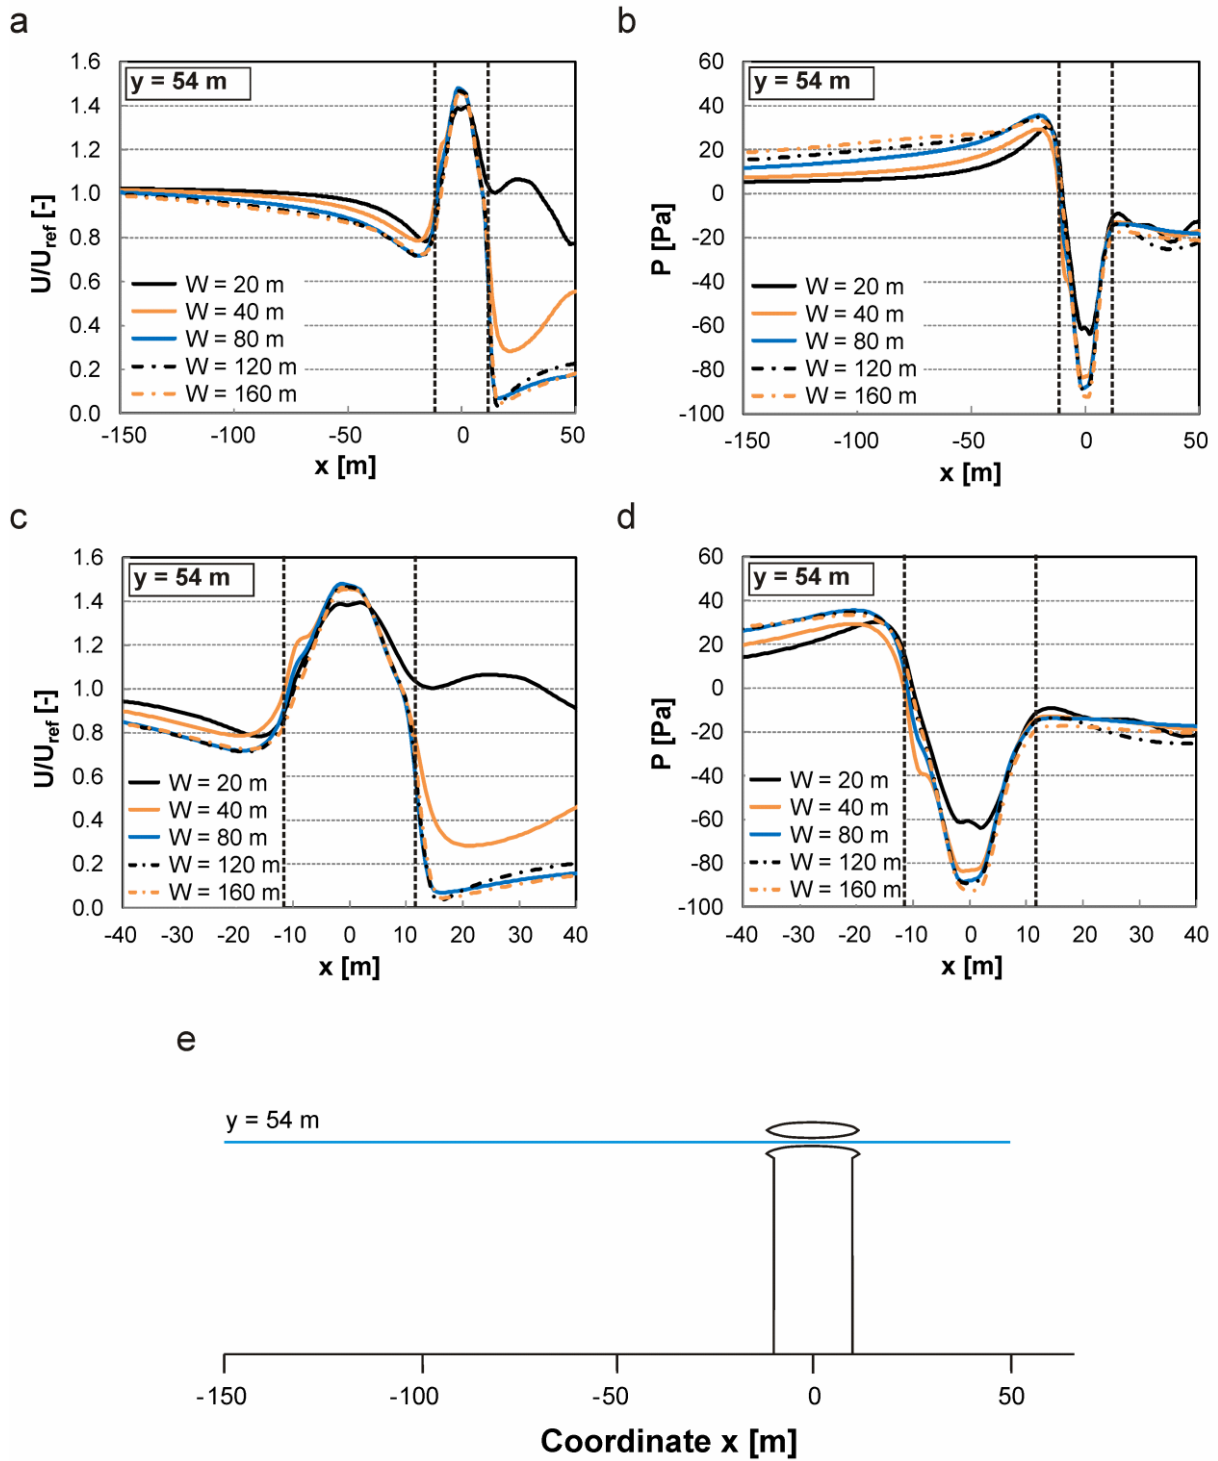 a
y = 54 m
1.6
1.4
1.2
1.0
0.8
0.6
0.4
0.2
0.0
U/Uref [-]
W = 20 m
W = 40 m
W = 80 m
W = 120 m
W = 160 m
-150 -100 -50 0 50
x [m]
b
y = 54 m
60
40
20
0
-20
-40
-60
-80
-100
P [Pa]
W = 20 m
W = 40 m
W = 80 m
W = 120 m
W = 160 m
-150 -100 -50 0 50
x [m]
c
y = 54 m
1.6
1.4
1.2
1.0
0.8
0.6
0.4
0.2
0.0
U/Uref [-]
W = 20 m
W = 40 m
W = 80 m
W = 120 m
W = 160 m
-40 -30 -20 -10 0 10 20 30 40
x [m]
d
y = 54 m
60
40
20
0
-20
-40
-60
-80
-100
P [Pa]
W = 20 m
W = 40 m
W = 80 m
W = 120 m
W = 160 m
-40 -30 -20 -10 0 10 20 30 40
x [m]
e
y = 54 m
-150 -100 -50 0 50
Coordinate x [m]